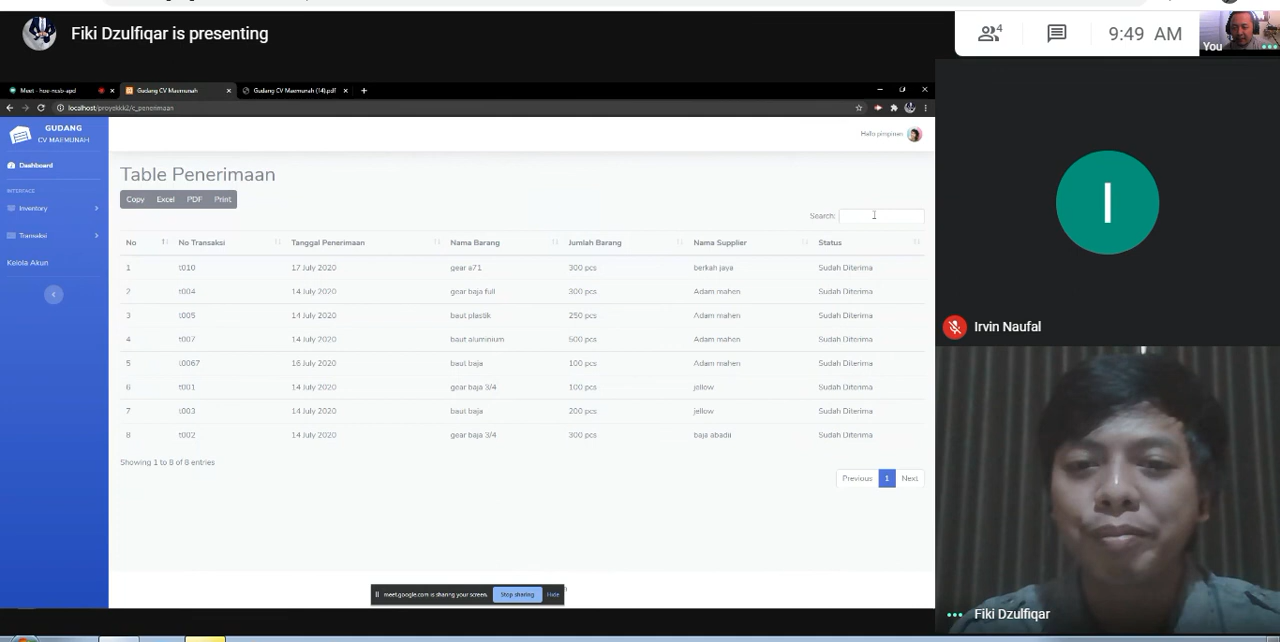 Fiki Dzulfiqar is presenting
4
9:49 AM
You
Meet - hoe-ncsb-apd
Gudang CV Maemunah
Gudang CV Maemunah (14).pdf
localhost/proyekkk2/c_penerimaan
GUDANG
CV MAEMUNAH
Hello pimpinan
Dashboard
INTERFACE
Inventory
Transaksi
Kelola Akun
Table Penerimaan
Copy Excel PDF Print
Search:
No No Transaksi Tanggal Penerimaan Nama Barang Jumlah Barang Nama Supplier Status
1 t010 17 July 2020 gear a71 300 pcs berkah jaya Sudah Diterima
2 t004 14 July 2020 gear baja full 300 pcs Adam mahen Sudah Diterima
3 t005 14 July 2020 baut plastik 250 pcs Adam mahen Sudah Diterima
4 t007 14 July 2020 baut aluminium 500 pcs Adam mahen Sudah Diterima
5 t0067 16 July 2020 baut baja 100 pcs Adam mahen Sudah Diterima
6 t001 14 July 2020 gear baja 3/4 100 pcs jellow Sudah Diterima
7 t003 14 July 2020 baut baja 200 pcs jellow Sudah Diterima
8 t002 14 July 2020 gear baja 3/4 300 pcs baja abadii Sudah Diterima
Showing 1 to 8 of 8 entries
Previous 1 Next
meet.google.com is sharing your screen. Stop sharing Hide
I
Irvin Naufal
Fiki Dzulfiqar